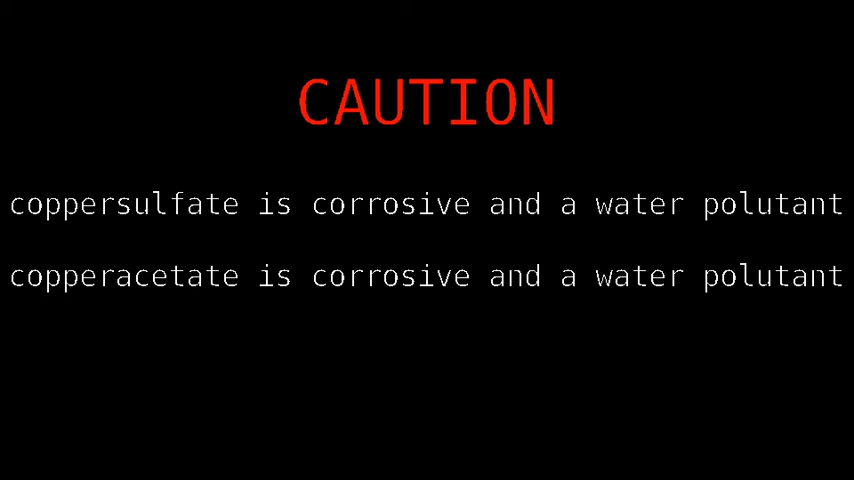 CAUTION
coppersulfate is corrosive and a water polutant
copperacetate is corrosive and a water polutant